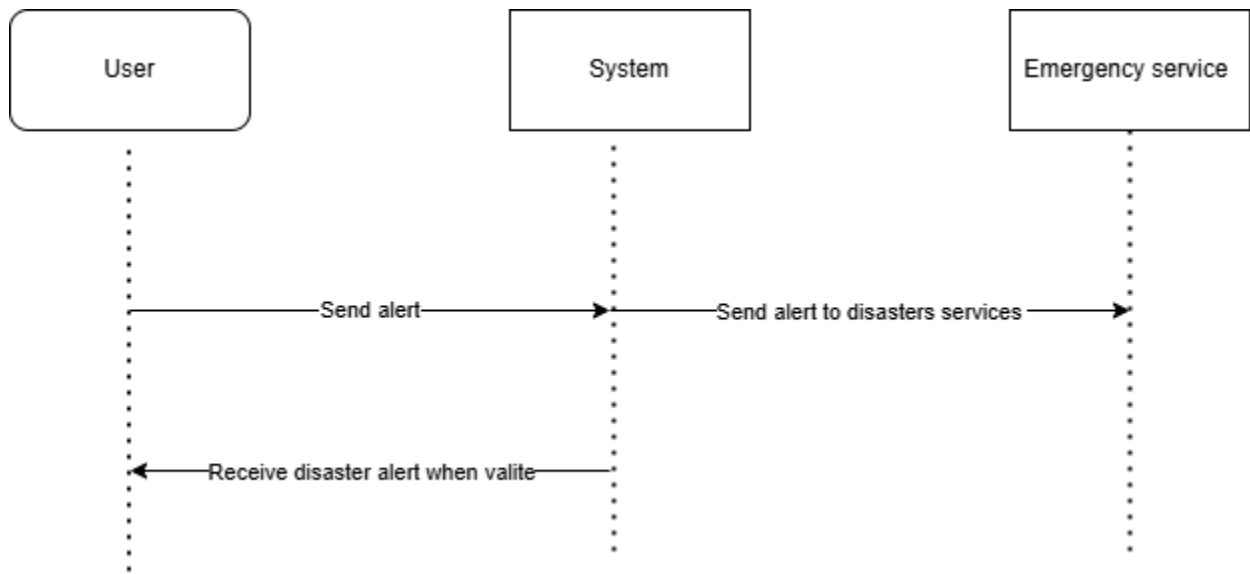 User
System
Emergency service
Send alert
Send alert to disasters services
Receive disaster alert when valite